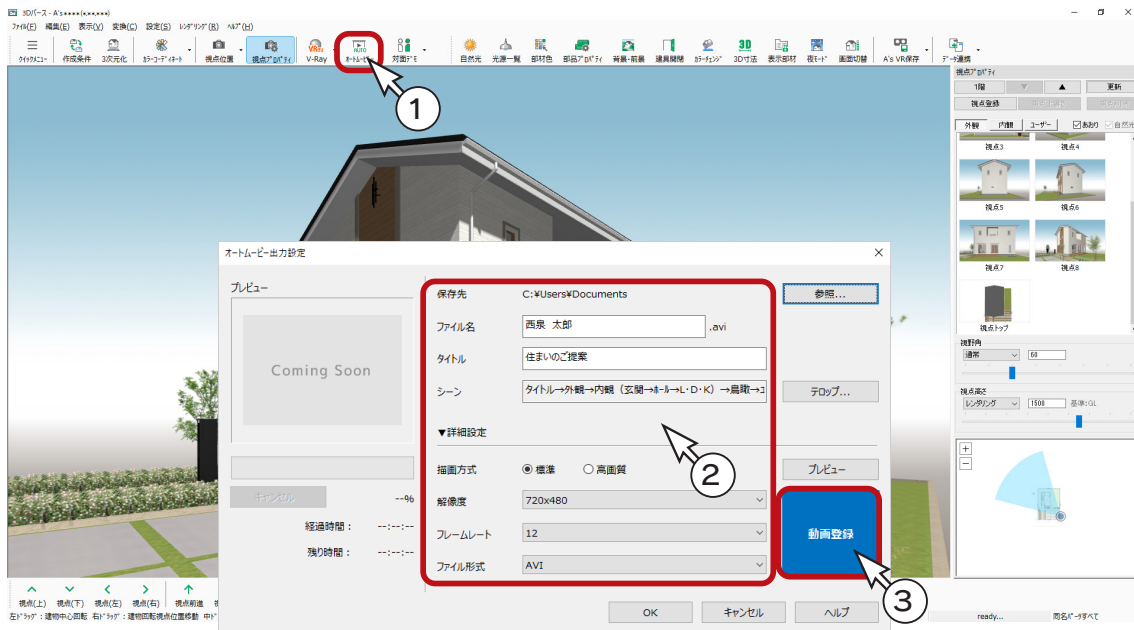 3Dパース - A's****(*,**,***)
ファイル(F) 編集(E) 表示(V) 変換(C) 設定(S) レンダリング(R) ヘルプ(H)
クイックメニュー 作成条件 3次元化 カラーコーディネート 視点位置 視点プロパティ V-Ray オートムービー 対面デモ 自然光 光源一覧 部材色 部品プロパティ 背景・前景 建具開閉 カラーチェンジ 3D寸法 表示部材 夜モード 画面切替 A's VR保存 データ連携
①
視点プロパティ
1階 ▼ ▲ 更新
視点登録
外観 内観 ユーザー あおり 自然光
視点3 視点4
視点5 視点6
視点7 視点8
視点トップ
視野角
通常 60
視点高さ
レンダリング 1500 基準:GL
オートムービー出力設定
プレビュー
Coming Soon
キャンセル --%
経過時間： --:--:--
残り時間： --:--:--
保存先 C:¥Users¥Documents 参照...
ファイル名 西泉 太郎 .avi
タイトル 住まいのご提案
シーン タイトル→外観→内観（玄関→ホール→L・D・K）→鳥瞰→エ テロップ...
▼詳細設定
②
描画方式 標準 高画質 プレビュー
解像度 720x480
フレームレート 12
ファイル形式 AVI
動画登録
③
OK キャンセル ヘルプ
視点(上) 視点(下) 視点(左) 視点(右) 視点前進 視
左ドラッグ：建物中心回転 右ドラッグ：建物回転視点位置移動 中ド
ready... 同名パーツすべて